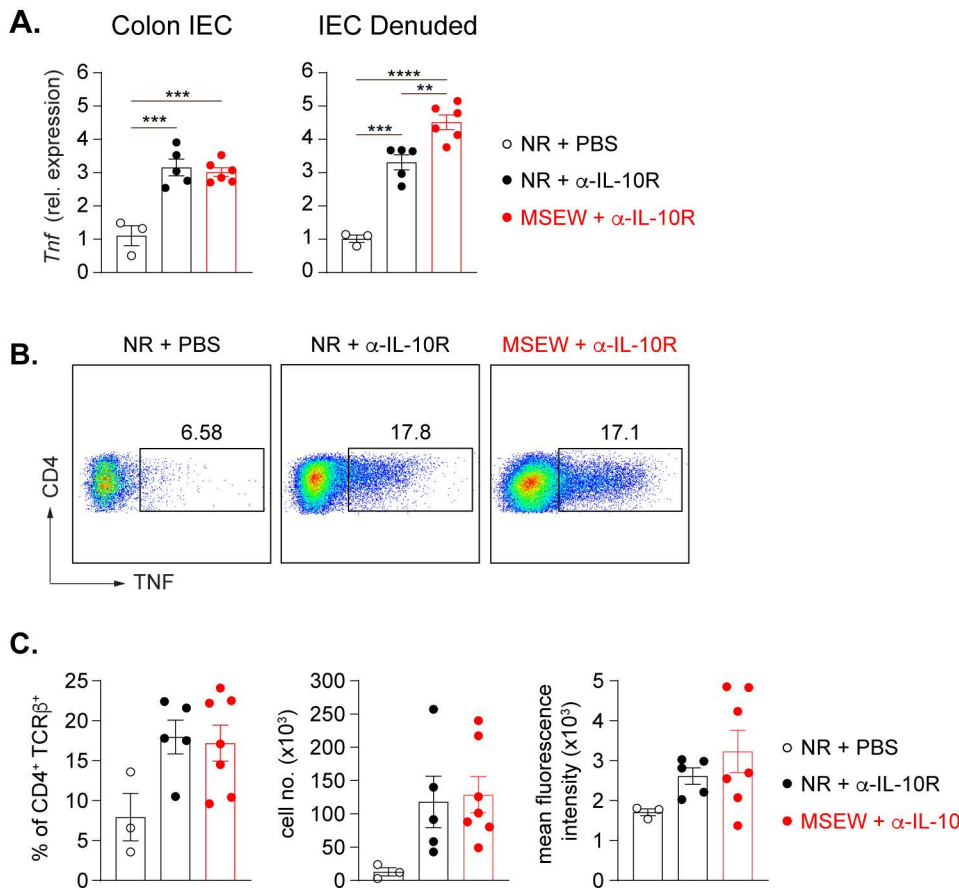 A.
Colon IEC
IEC Denuded
Tnf (rel. expression)
6
5
4
3
2
1
0
***
***
6
5
4
3
2
1
0
****
**
***
NR + PBS
NR + α-IL-10R
MSEW + α-IL-10R
B.
NR + PBS
NR + α-IL-10R
MSEW + α-IL-10R
6.58
17.8
17.1
CD4
TNF
C.
% of CD4+ TCRβ+
25
20
15
10
5
0
cell no. (x10³)
300
250
200
150
100
50
0
mean fluorescence
intensity (x10³)
5
4
3
2
1
0
NR + PBS
NR + α-IL-10R
MSEW + α-IL-10